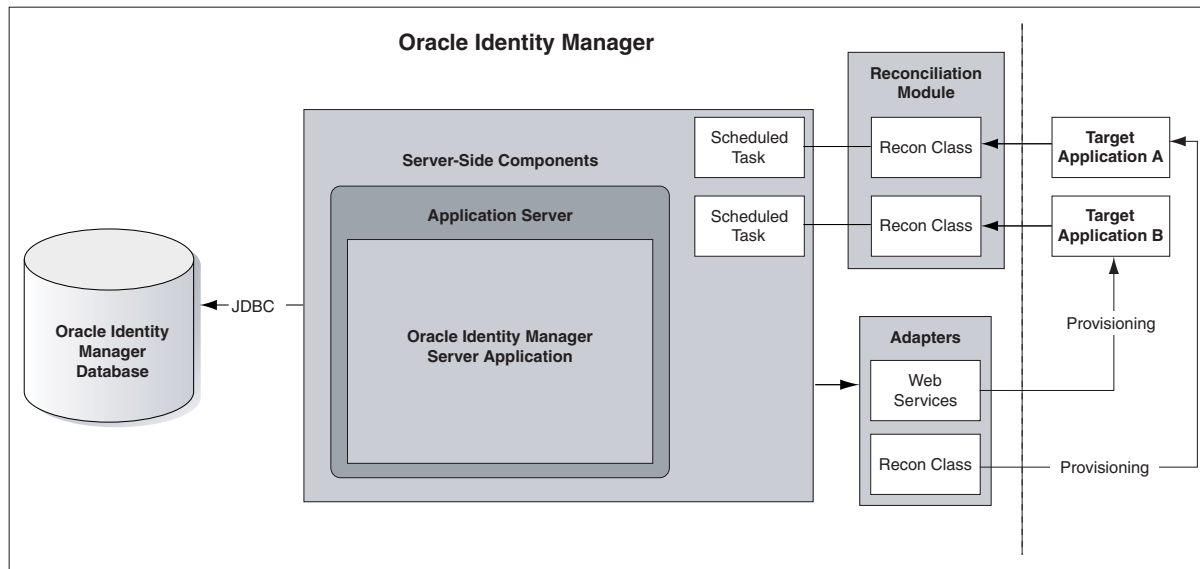 Oracle Identity Manager
Reconciliation
Module
Scheduled
Task
Recon Class
Target
Application A
Server-Side Components
Application Server
Scheduled
Task
Recon Class
Target
Application B
JDBC
Oracle Identity
Manager
Database
Oracle Identity Manager
Server Application
Provisioning
Adapters
Web
Services
Recon Class
Provisioning